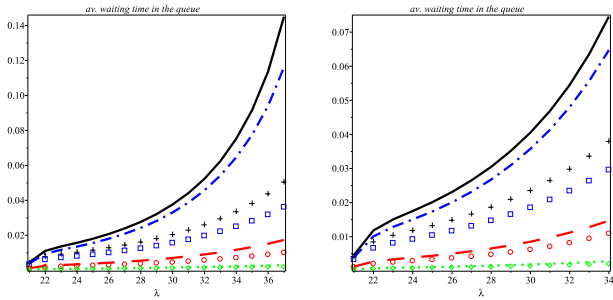 av. waiting time in the queue
0.14
0.12
0.10
0.08
0.06
0.04
0.02
22 24 26 28 30 32 34 36
λ
av. waiting time in the queue
0.07
0.06
0.05
0.04
0.03
0.02
0.01
22 24 26 28 30 32 34
λ